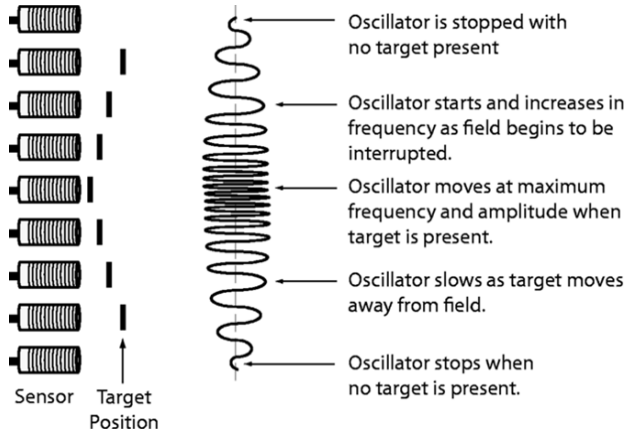 Oscillator is stopped with
no target present
Oscillator starts and increases in
frequency as field begins to be
interrupted.
Oscillator moves at maximum
frequency and amplitude when
target is present.
Oscillator slows as target moves
away from field.
Oscillator stops when
no target is present.
Sensor
Target
Position